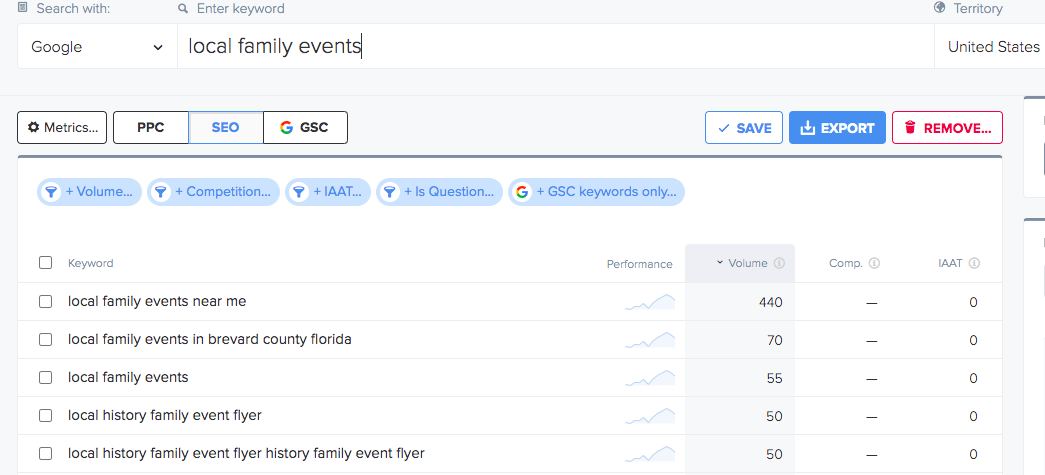 Search with:
Enter keyword
Territory
Google
local family events
United States
Metrics...
PPC
SEO
GSC
SAVE
EXPORT
REMOVE...
+ Volume...
+ Competition...
+ IAAT...
+ Is Question...
+ GSC keywords only...
Keyword Performance Volume Comp. IAAT
local family events near me 440 — 0
local family events in brevard county florida 70 — 0
local family events 55 — 0
local history family event flyer 50 — 0
local history family event flyer history family event flyer 50 — 0